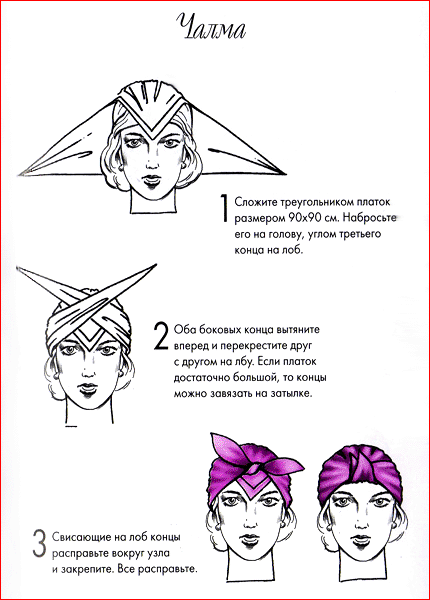 Чалма
1 Сложите треугольником платок
размером 90х90 см. Набросьте
его на голову, углом третьего
конца на лоб.
2 Оба боковых конца вытяните
вперед и перекрестите друг
с другом на лбу. Если платок
достаточно большой, то концы
можно завязать на затылке.
3 Свисающие на лоб концы
расправьте вокруг узла
и закрепите. Все расправьте.